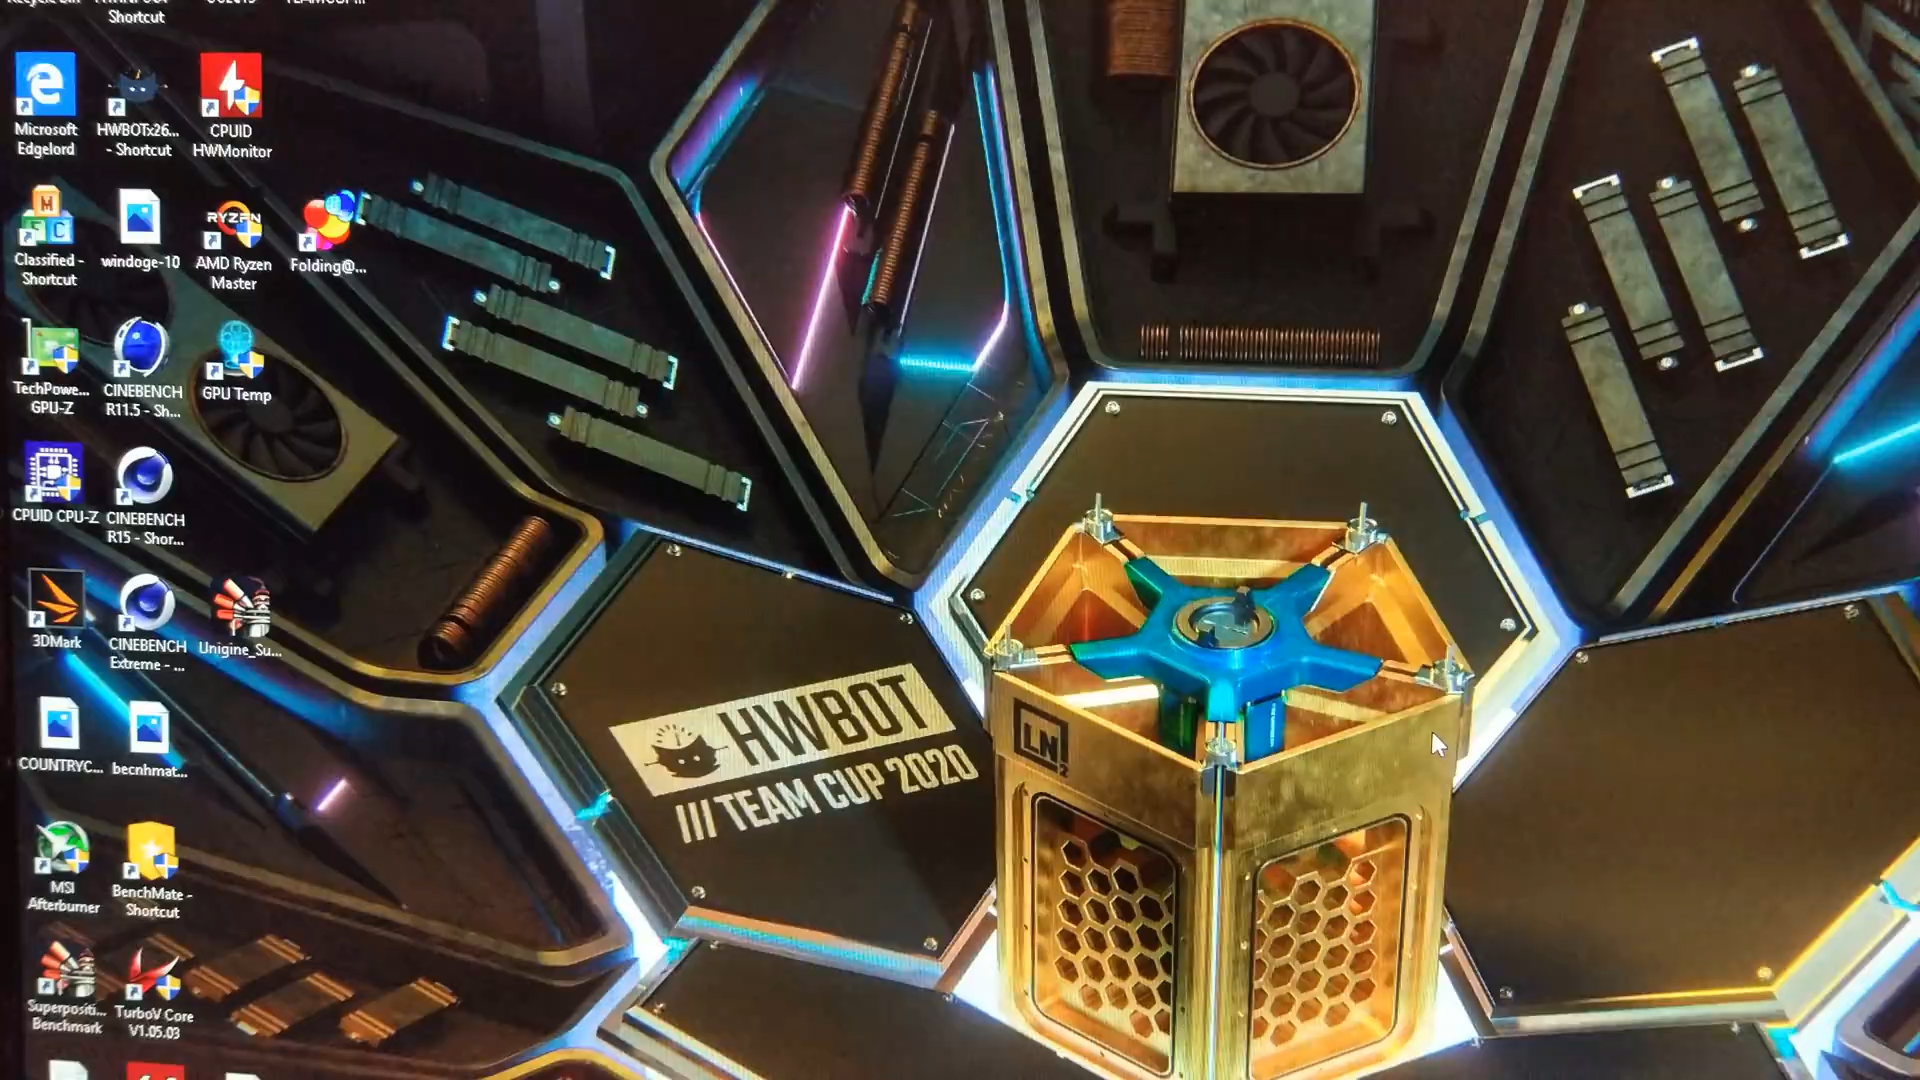 Shortcut
Microsoft
Edgelord
HWBOTx26...
- Shortcut
CPUID
HWMonitor
M
F
C
Classified -
Shortcut
windoge-10
RYZEN
AMD Ryzen
Master
Folding@...
TechPowe...
GPU-Z
CINEBENCH
R11.5 - Sh...
GPU Temp
CPUID CPU-Z
CINEBENCH
R15 - Shor...
3DMark
CINEBENCH
Extreme - ...
Unigine_Su...
COUNTRYC...
becnhmat...
MSI
Afterburner
BenchMate -
Shortcut
Superpositi...
Benchmark
TurboV Core
V1.05.03
HWBOT
/// TEAM CUP 2020
LN2